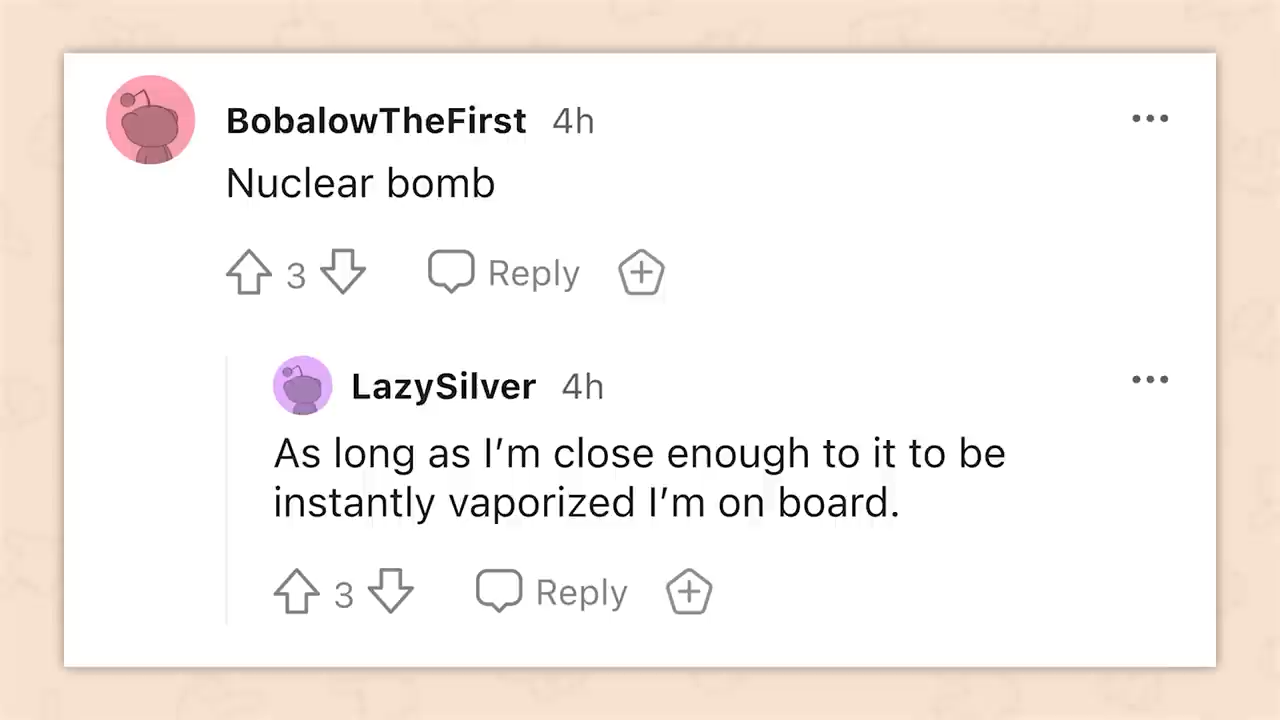 BobalowTheFirst 4h
Nuclear bomb
3 Reply
LazySilver 4h
As long as I’m close enough to it to be
instantly vaporized I’m on board.
3 Reply